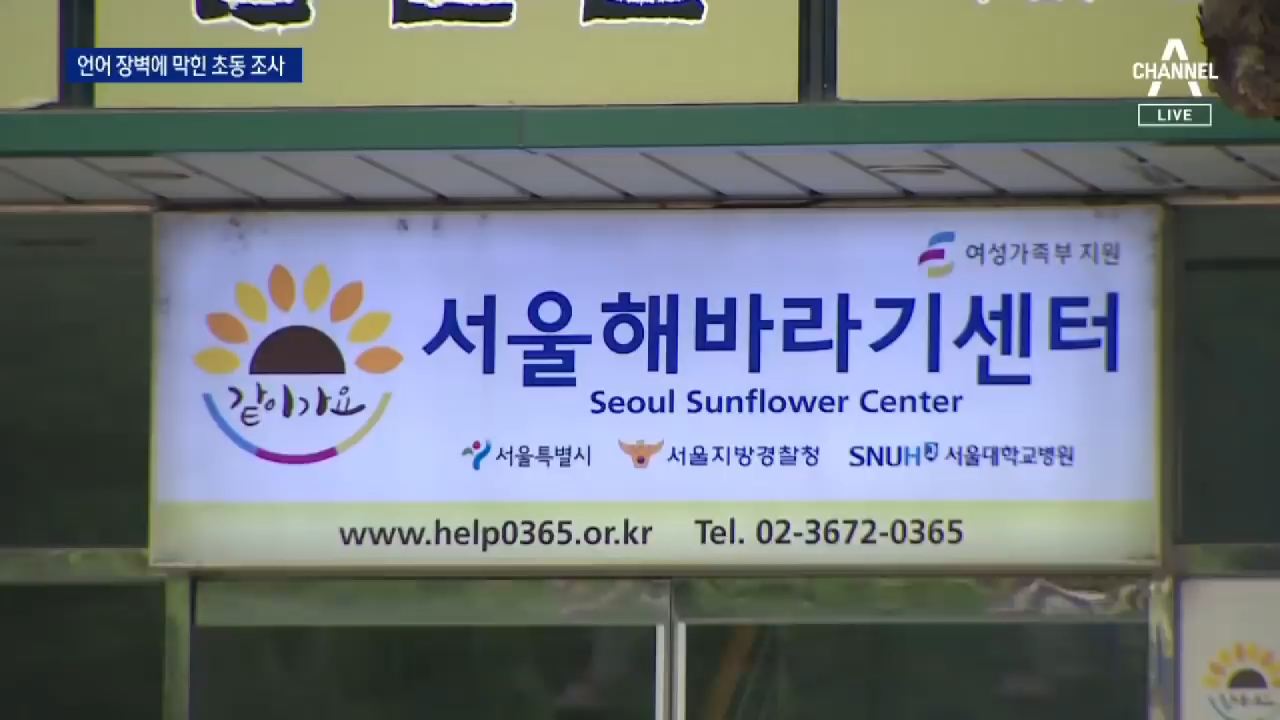 언어 장벽에 막힌 초동 조사
CHANNEL A
LIVE
여성가족부 지원
서울해바라기센터
Seoul Sunflower Center
같이가요
서울특별시 서울지방경찰청 SNUH 서울대학교병원
www.help0365.or.kr Tel. 02-3672-0365